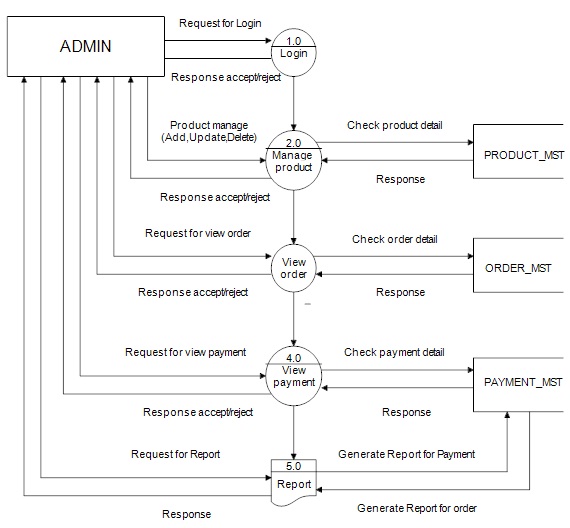 Request for Login
ADMIN
1.0
Login
Response accept/reject
Product manage
(Add,Update,Delete)
Check product detail
2.0
Manage
product
PRODUCT_MST
Response
Response accept/reject
Request for view order
Check order detail
View
order
ORDER_MST
Response accept/reject
Response
Request for view payment
Check payment detail
4.0
View
payment
PAYMENT_MST
Response accept/reject
Response
Request for Report
Generate Report for Payment
5.0
Report
Response
Generate Report for order